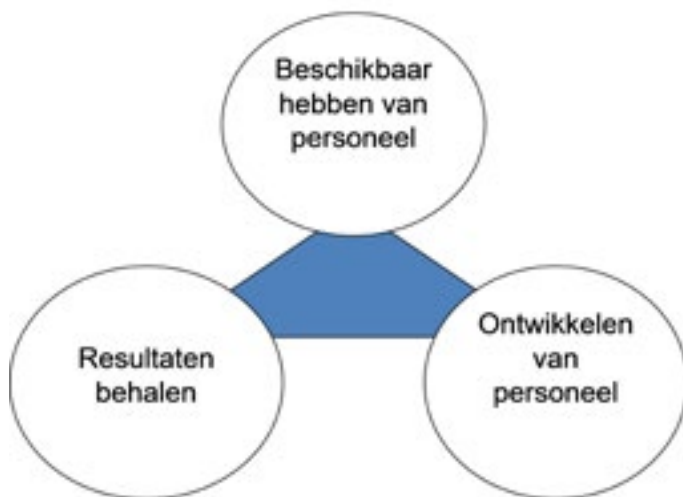 Beschikbaar
hebben van
personeel
Resultaten
behalen
Ontwikkelen
van
personeel